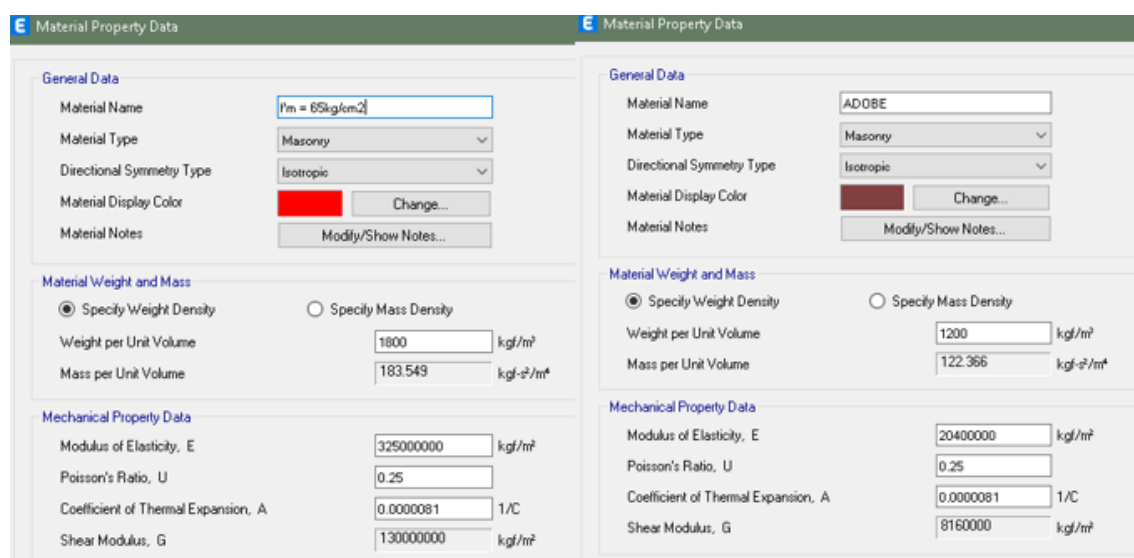 E Material Property Data
General Data
Material Name f'm = 65kg/cm2
Material Type Masonry
Directional Symmetry Type Isotropic
Material Display Color Change...
Material Notes Modify/Show Notes...
Material Weight and Mass
Specify Weight Density Specify Mass Density
Weight per Unit Volume 1800 kgf/m³
Mass per Unit Volume 183.549 kgf-s²/m⁴
Mechanical Property Data
Modulus of Elasticity, E 325000000 kgf/m²
Poisson's Ratio, U 0.25
Coefficient of Thermal Expansion, A 0.0000081 1/C
Shear Modulus, G 130000000 kgf/m²
E Material Property Data
General Data
Material Name ADOBE
Material Type Masonry
Directional Symmetry Type Isotropic
Material Display Color Change...
Material Notes Modify/Show Notes...
Material Weight and Mass
Specify Weight Density Specify Mass Density
Weight per Unit Volume 1200 kgf/m³
Mass per Unit Volume 122.366 kgf-s²/m⁴
Mechanical Property Data
Modulus of Elasticity, E 20400000 kgf/m²
Poisson's Ratio, U 0.25
Coefficient of Thermal Expansion, A 0.0000081 1/C
Shear Modulus, G 8160000 kgf/m²